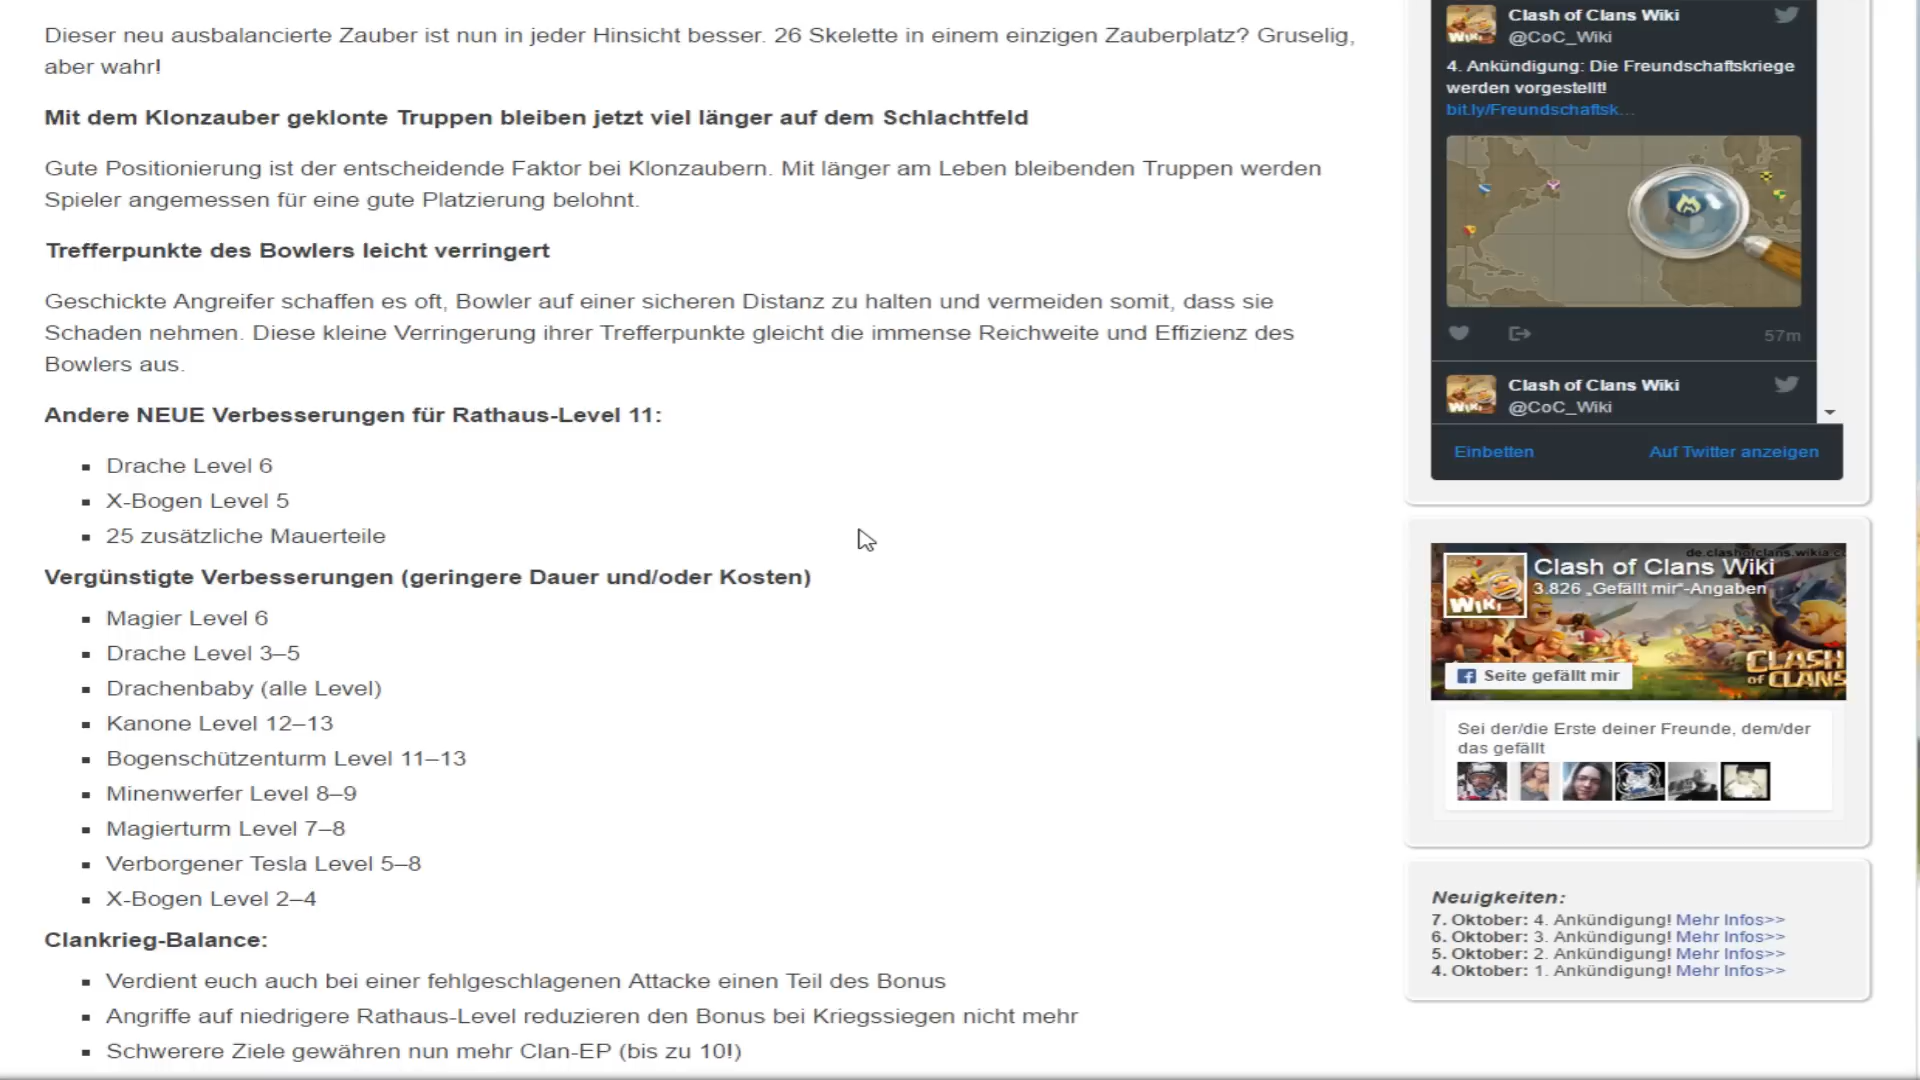 Dieser neu ausbalancierte Zauber ist nun in jeder Hinsicht besser. 26 Skelette in einem einzigen Zauberplatz? Gruselig,
aber wahr!
Mit dem Klonzauber geklonte Truppen bleiben jetzt viel länger auf dem Schlachtfeld
Gute Positionierung ist der entscheidende Faktor bei Klonzaubern. Mit länger am Leben bleibenden Truppen werden
Spieler angemessen für eine gute Platzierung belohnt.
Trefferpunkte des Bowlers leicht verringert
Geschickte Angreifer schaffen es oft, Bowler auf einer sicheren Distanz zu halten und vermeiden somit, dass sie
Schaden nehmen. Diese kleine Verringerung ihrer Trefferpunkte gleicht die immense Reichweite und Effizienz des
Bowlers aus.
Andere NEUE Verbesserungen für Rathaus-Level 11:
Drache Level 6
X-Bogen Level 5
25 zusätzliche Mauerteile
Vergünstigte Verbesserungen (geringere Dauer und/oder Kosten)
Magier Level 6
Drache Level 3–5
Drachenbaby (alle Level)
Kanone Level 12–13
Bogenschützenturm Level 11–13
Minenwerfer Level 8–9
Magierturm Level 7–8
Verborgener Tesla Level 5–8
X-Bogen Level 2–4
Clankrieg-Balance:
Verdient euch auch bei einer fehlgeschlagenen Attacke einen Teil des Bonus
Angriffe auf niedrigere Rathaus-Level reduzieren den Bonus bei Kriegssiegen nicht mehr
Schwerere Ziele gewähren nun mehr Clan-EP (bis zu 10!)
Clash of Clans Wiki
@CoC_Wiki
4. Ankündigung: Die Freundschaftskriege
werden vorgestellt!
bit.ly/Freundschaftsk...
57m
Clash of Clans Wiki
@CoC_Wiki
Einbetten Auf Twitter anzeigen
de.clashofclans.wikia.c
Clash of Clans Wiki
3.826 „Gefällt mir“-Angaben
WIKI
CLASH
OF CLANS
Seite gefällt mir
Sei der/die Erste deiner Freunde, dem/der
das gefällt
Neuigkeiten:
7. Oktober: 4. Ankündigung! Mehr Infos>>
6. Oktober: 3. Ankündigung! Mehr Infos>>
5. Oktober: 2. Ankündigung! Mehr Infos>>
4. Oktober: 1. Ankündigung! Mehr Infos>>